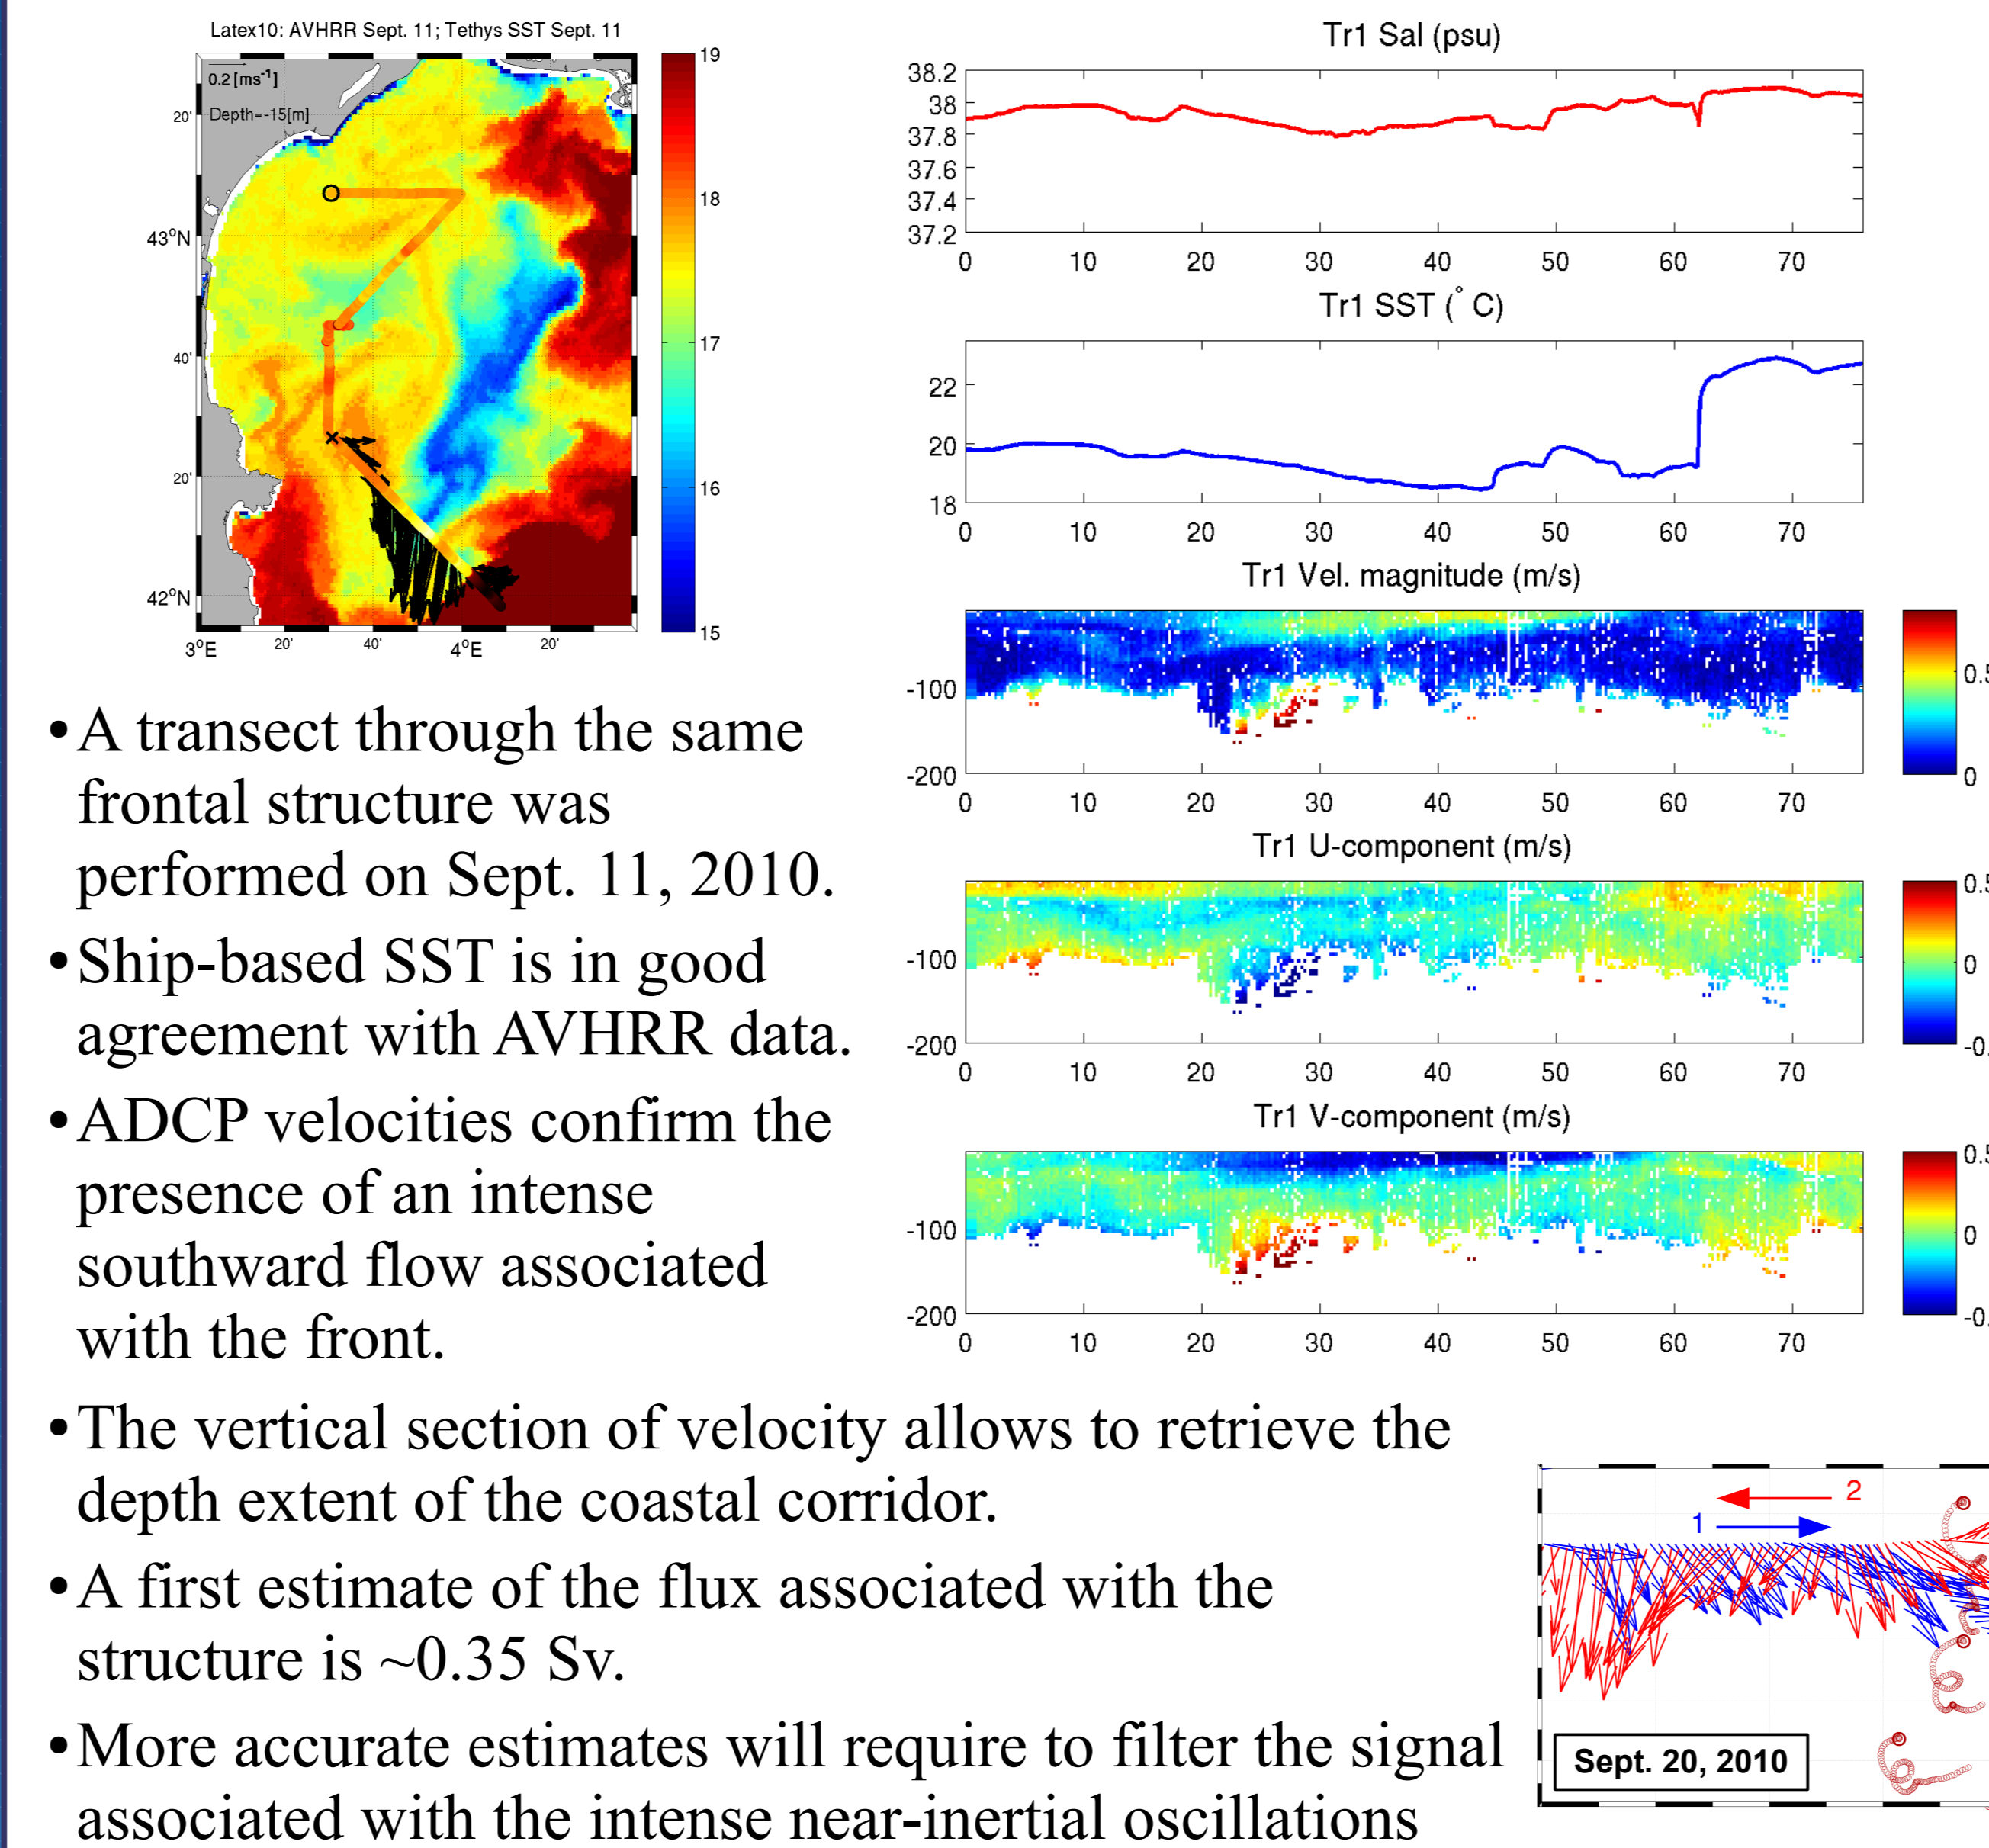 Latex10: AVHRR Sept. 11; Tethys SST Sept. 11
0.2 [ms-1]
Depth=-15[m]
20'
43°N
40'
20'
42°N
3°E 20' 40' 4°E 20'
19
18
17
16
15
Tr1 Sal (psu)
38.2
38
37.8
37.6
37.4
37.2
0 10 20 30 40 50 60 70
Tr1 SST (° C)
22
20
18
0 10 20 30 40 50 60 70
Tr1 Vel. magnitude (m/s)
-100
-200
0 10 20 30 40 50 60 70
0.5
0
Tr1 U-component (m/s)
-100
-200
0 10 20 30 40 50 60 70
0.5
0
-0.
Tr1 V-component (m/s)
-100
-200
0 10 20 30 40 50 60 70
0.5
0
-0.
•A transect through the same
frontal structure was
performed on Sept. 11, 2010.
•Ship-based SST is in good
agreement with AVHRR data.
•ADCP velocities confirm the
presence of an intense
southward flow associated
with the front.
•The vertical section of velocity allows to retrieve the
depth extent of the coastal corridor.
•A first estimate of the flux associated with the
structure is ~0.35 Sv.
•More accurate estimates will require to filter the signal
associated with the intense near-inertial oscillations
2
1
Sept. 20, 2010